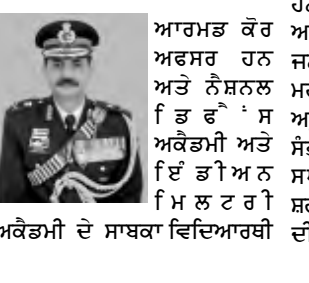 ਆਰਮਡ ਕੋਰ
ਅਫਸਰ ਹਨ
ਅਤੇ ਨੈਸ਼ਨਲ
ਡਿਫੈਂਸ
ਅਕੈਡਮੀ ਅਤੇ
ਇੰਡੀਅਨ
ਮਿਲਟਰੀ
ਅਕੈਡਮੀ ਦੇ ਸਾਬਕਾ ਵਿਦਿਆਰਥੀ